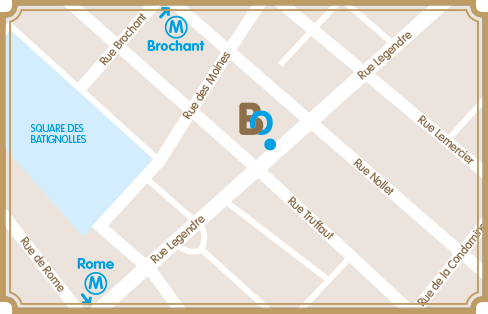 Rue Brochant
M
Brochant
Rue des Moines
Rue Legendre
SQUARE DES
BATIGNOLLES
Rue Lemercier
Rue Nollet
Rue Truffaut
Rue Legendre
Rue de Rome
Rome
M
Rue de la Condamine